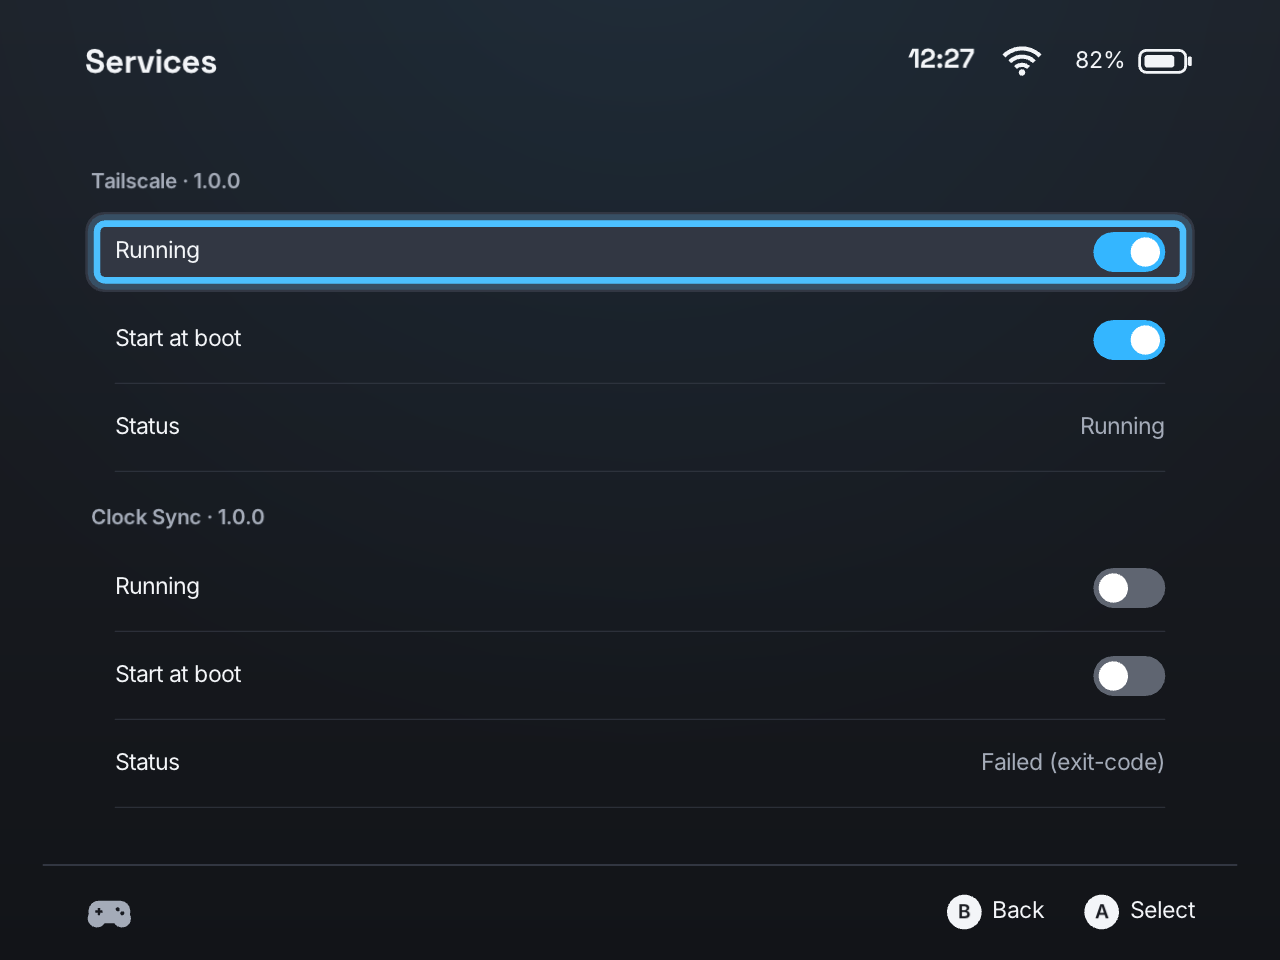 Services
12:27
82%
Tailscale · 1.0.0
Running
Start at boot
Status Running
Clock Sync · 1.0.0
Running
Start at boot
Status Failed (exit-code)
B Back A Select